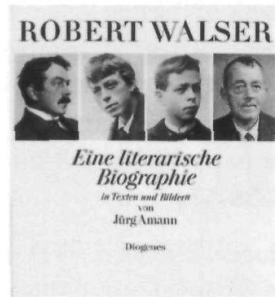 ROBERT WALSER
Eine literarische
Biographie
in Texten und Bildern
von
Jürg Amann
Diogenes